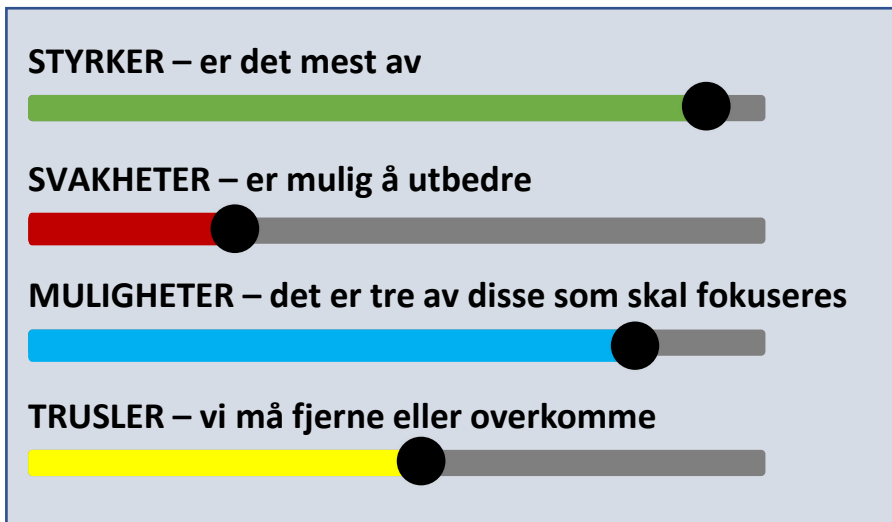 STYRKER – er det mest av
SVAKHETER – er mulig å utbedre
MULIGHETER – det er tre av disse som skal fokuseres
TRUSLER – vi må fjerne eller overkomme